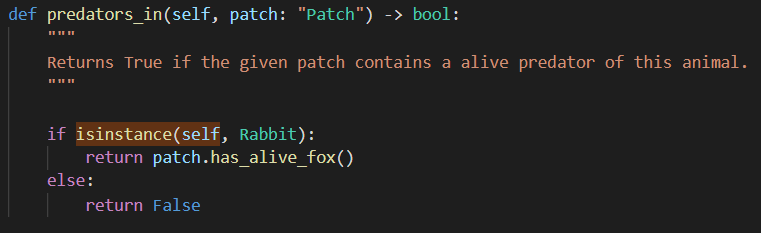 def predators_in(self, patch: "Patch") -> bool:
    """
    Returns True if the given patch contains a alive predator of this animal.
    """

    if isinstance(self, Rabbit):
        return patch.has_alive_fox()
    else:
        return False